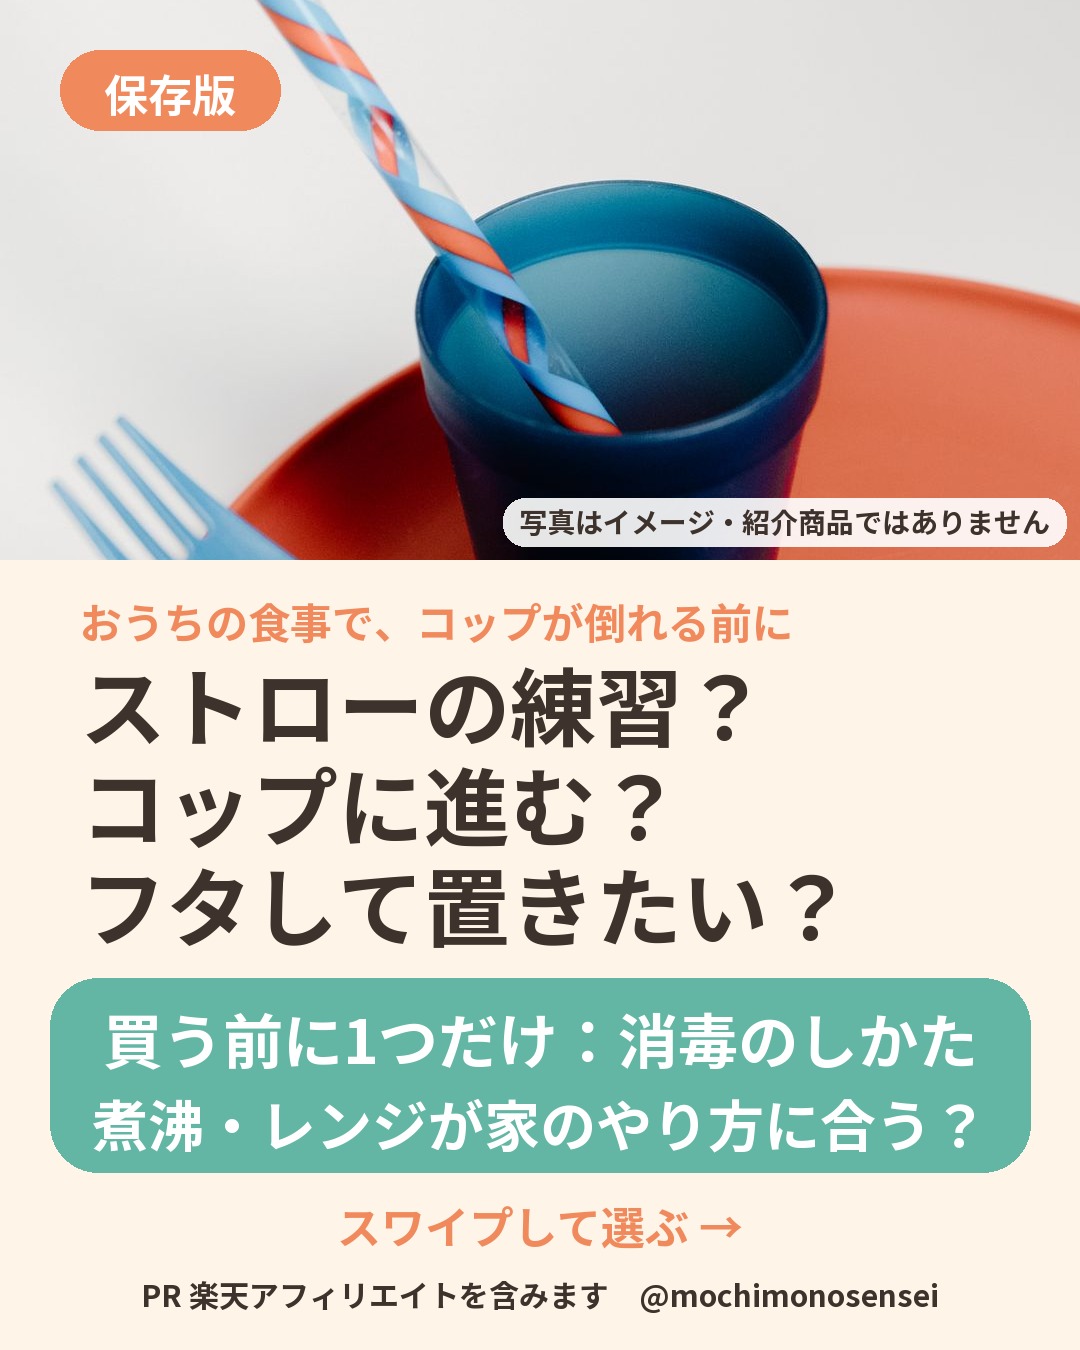 保存版
写真はイメージ・紹介商品ではありません
おうちの食事で、コップが倒れる前に
ストローの練習？
コップに進む？
フタして置きたい？
買う前に1つだけ：消毒のしかた
煮沸・レンジが家のやり方に合う？
スワイプして選ぶ→
PR 楽天アフィリエイトを含みます　@mochimonosensei